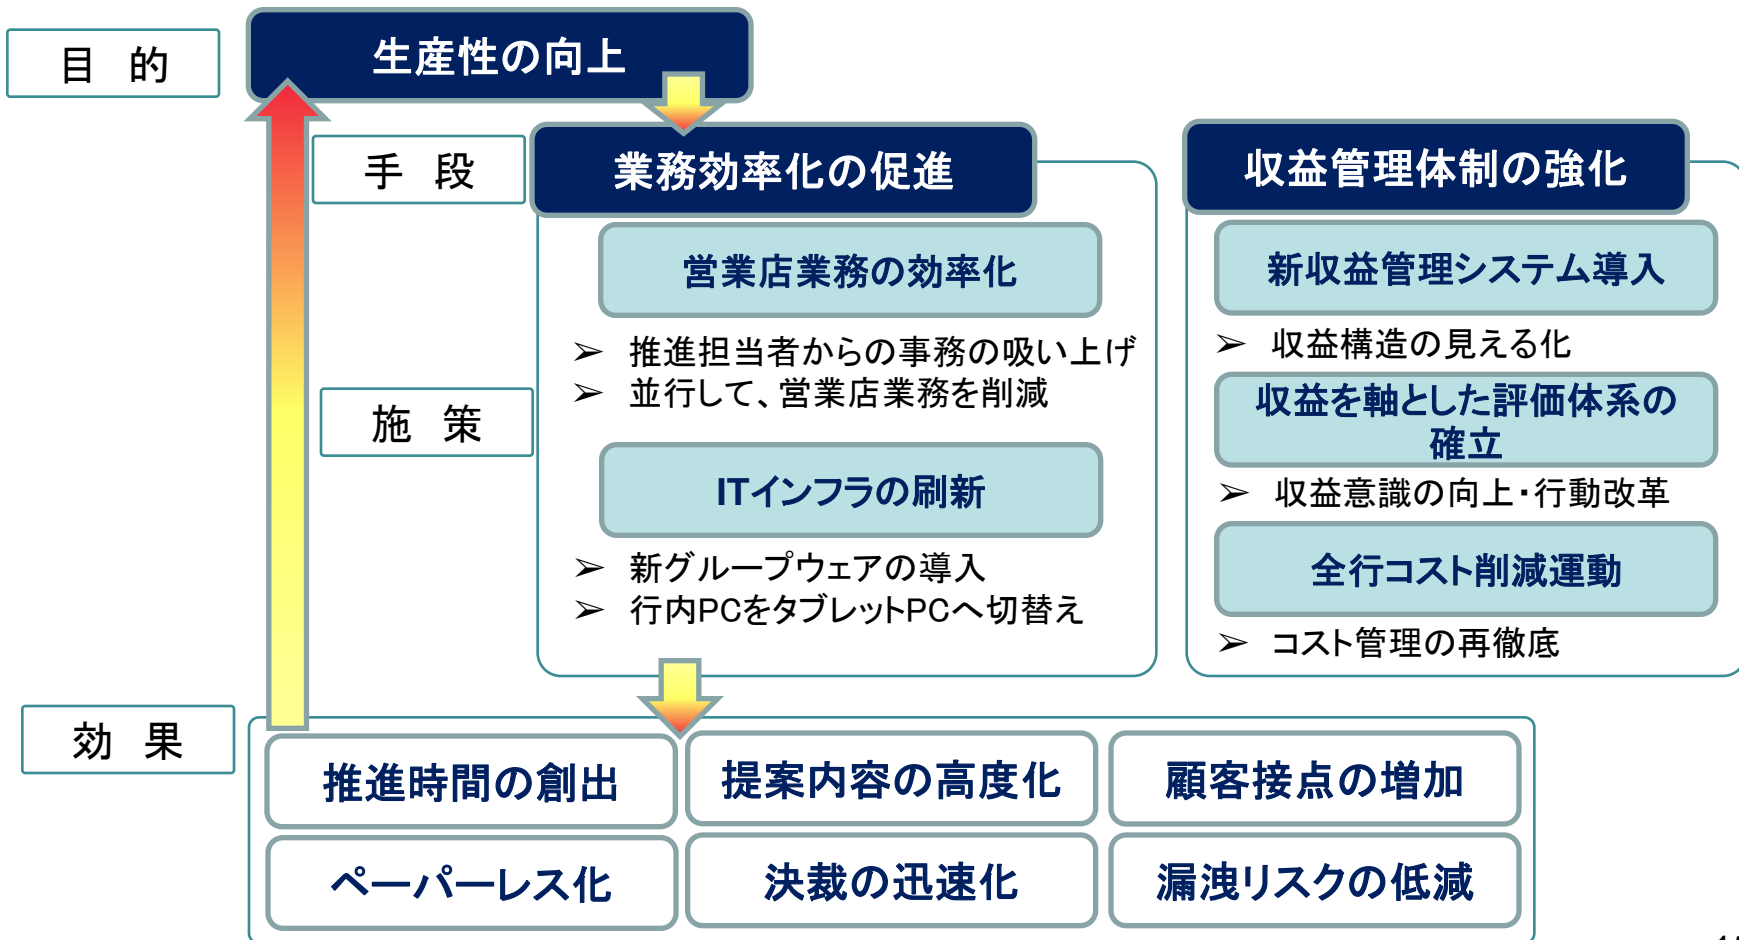 目 的
生産性の向上
手 段
業務効率化の促進
営業店業務の効率化
➢ 推進担当者からの事務の吸い上げ
➢ 並行して、営業店業務を削減
施 策
ITインフラの刷新
➢ 新グループウェアの導入
➢ 行内PCをタブレットPCへ切替え
収益管理体制の強化
新収益管理システム導入
➢ 収益構造の見える化
収益を軸とした評価体系の
確立
➢ 収益意識の向上・行動改革
全行コスト削減運動
➢ コスト管理の再徹底
効 果
推進時間の創出
提案内容の高度化
顧客接点の増加
ペーパーレス化
決裁の迅速化
漏洩リスクの低減